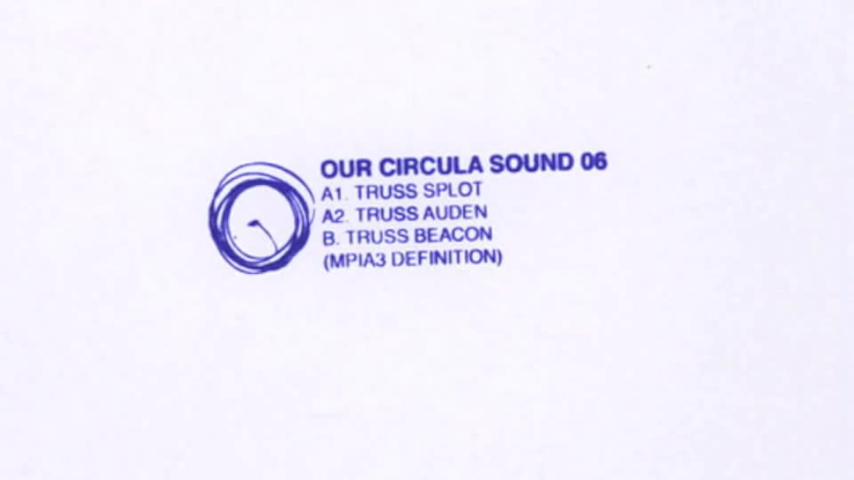 OUR CIRCULA SOUND 06
A1. TRUSS SPLOT
A2. TRUSS AUDEN
B. TRUSS BEACON
(MPIA3 DEFINITION)